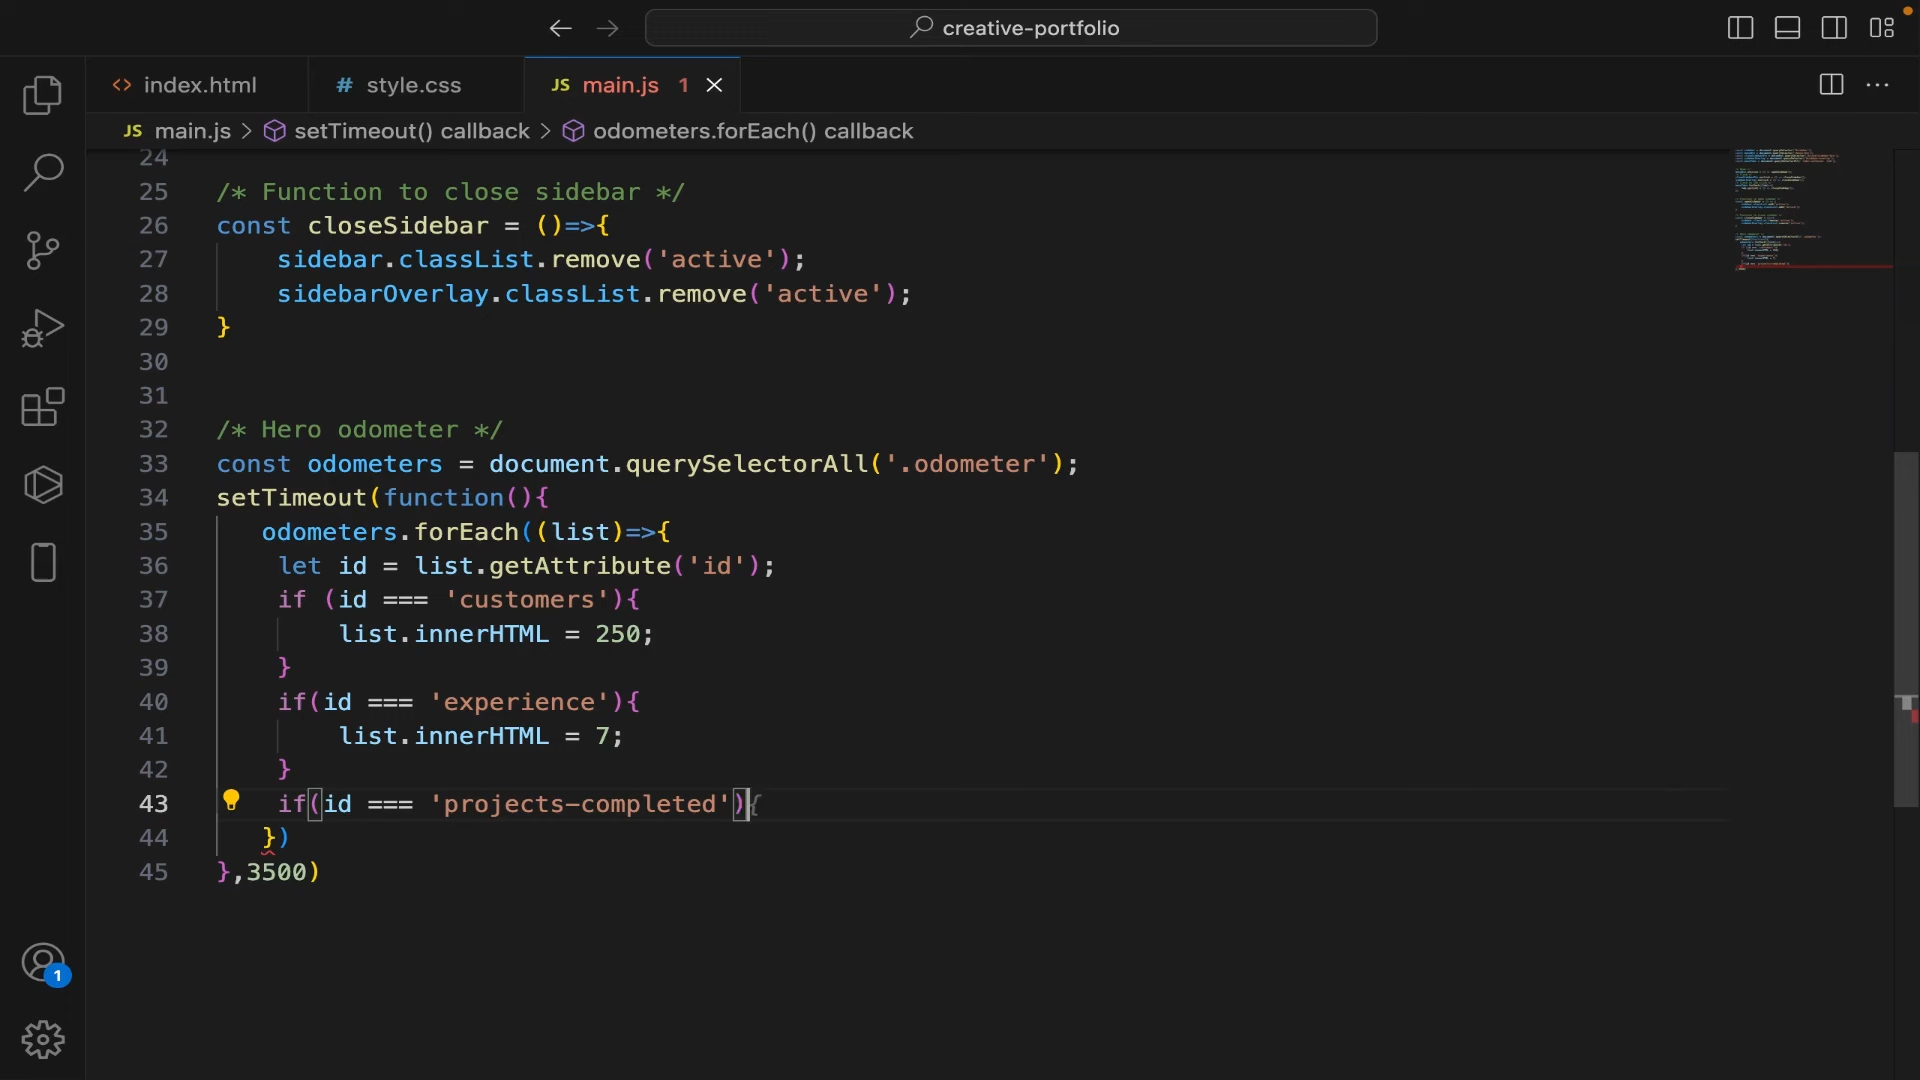 creative-portfolio
<> index.html
# style.css
JS main.js 1
JS main.js > setTimeout() callback > odometers.forEach() callback
24
25 /* Function to close sidebar */
26 const closeSidebar = ()=>{
27     sidebar.classList.remove('active');
28     sidebarOverlay.classList.remove('active');
29 }
30
31
32 /* Hero odometer */
33 const odometers = document.querySelectorAll('.odometer');
34 setTimeout(function(){
35    odometers.forEach((list)=>{
36     let id = list.getAttribute('id');
37     if (id === 'customers'){
38         list.innerHTML = 250;
39     }
40     if(id === 'experience'){
41         list.innerHTML = 7;
42     }
43     if(id === 'projects-completed'){
44    })
45 },3500)
1